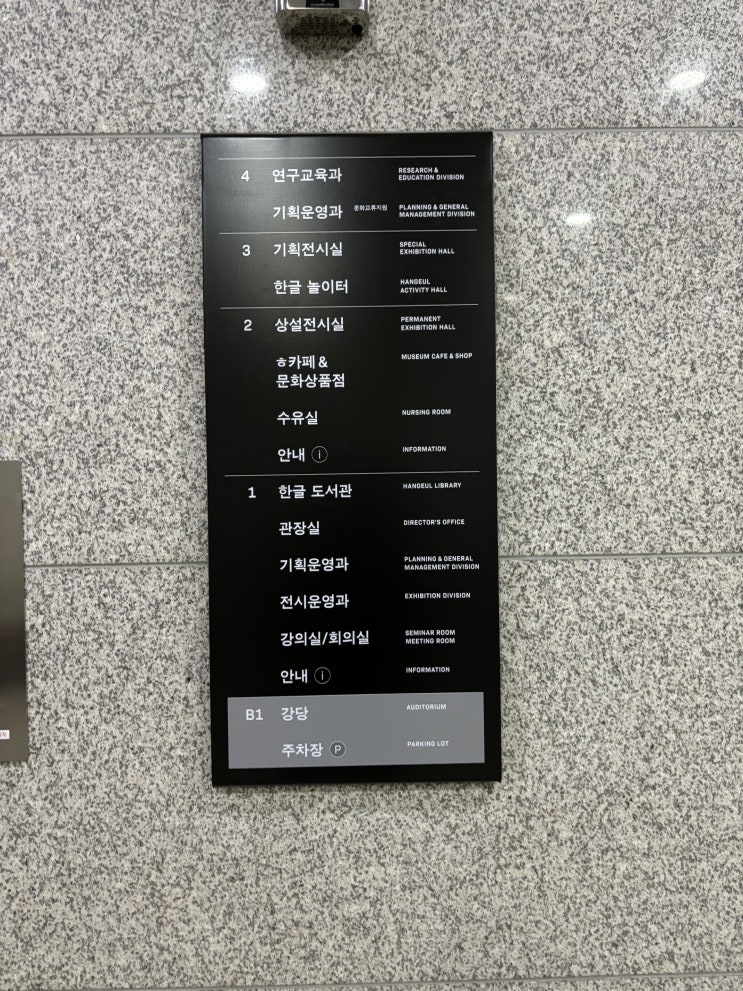 4 연구교육과 RESEARCH &
EDUCATION DIVISION
기획운영과 문화교류지원 PLANNING & GENERAL
MANAGEMENT DIVISION
3 기획전시실 SPECIAL
EXHIBITION HALL
한글 놀이터 HANGEUL
ACTIVITY HALL
2 상설전시실 PERMANENT
EXHIBITION HALL
ㅎ카페 & MUSEUM CAFE & SHOP
문화상품점
수유실 NURSING ROOM
안내 i INFORMATION
1 한글 도서관 HANGEUL LIBRARY
관장실 DIRECTOR'S OFFICE
기획운영과 PLANNING & GENERAL
MANAGEMENT DIVISION
전시운영과 EXHIBITION DIVISION
강의실/회의실 SEMINAR ROOM
MEETING ROOM
안내 i INFORMATION
B1 강당 AUDITORIUM
주차장 P PARKING LOT